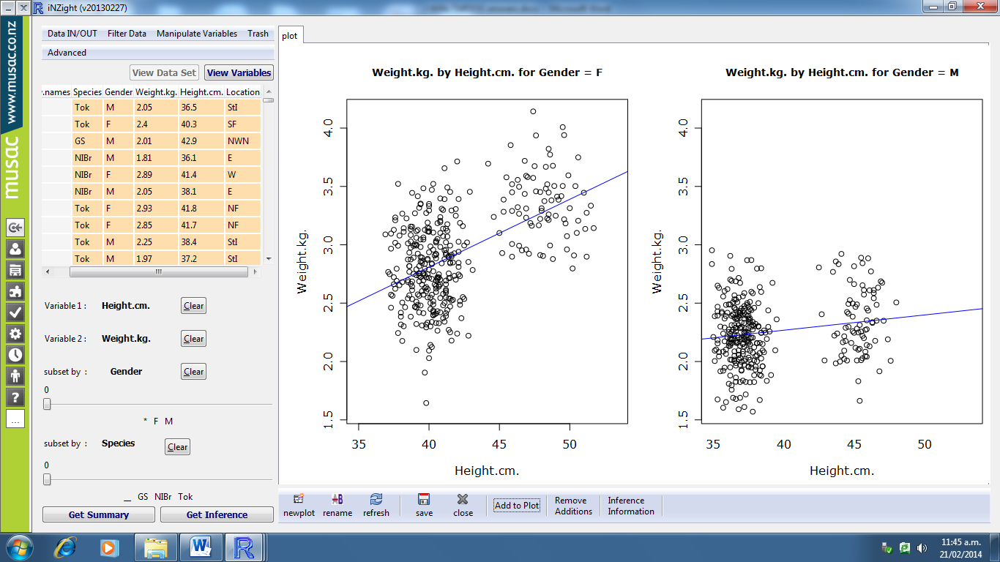 iNZight (v20130227)
www.musac.co.nz
musac
Data IN/OUT Filter Data Manipulate Variables Trash
Advanced
View Data Set View Variables
.names Species Gender Weight.kg. Height.cm. Location
Tok M 2.05 36.5 StI
Tok F 2.4 40.3 SF
GS M 2.01 42.9 NWN
NIBr M 1.81 36.1 E
NIBr F 2.89 41.4 W
NIBr M 2.05 38.1 E
Tok F 2.93 41.8 NF
Tok F 2.85 41.7 NF
Tok M 2.25 38.4 StI
Tok M 1.97 37.2 StI
Variable 1 : Height.cm. Clear
Variable 2 : Weight.kg. Clear
subset by : Gender Clear
0
* F M
subset by : Species Clear
0
__ GS NIBr Tok
Get Summary Get Inference
plot
Weight.kg. by Height.cm. for Gender = F
Weight.kg.
4.0
3.5
3.0
2.5
2.0
1.5
35 40 45 50
Height.cm.
Weight.kg. by Height.cm. for Gender = M
Weight.kg.
4.0
3.5
3.0
2.5
2.0
1.5
35 40 45 50
Height.cm.
newplot rename refresh save close Add to Plot Remove Additions Inference Information
11:45 a.m.
21/02/2014